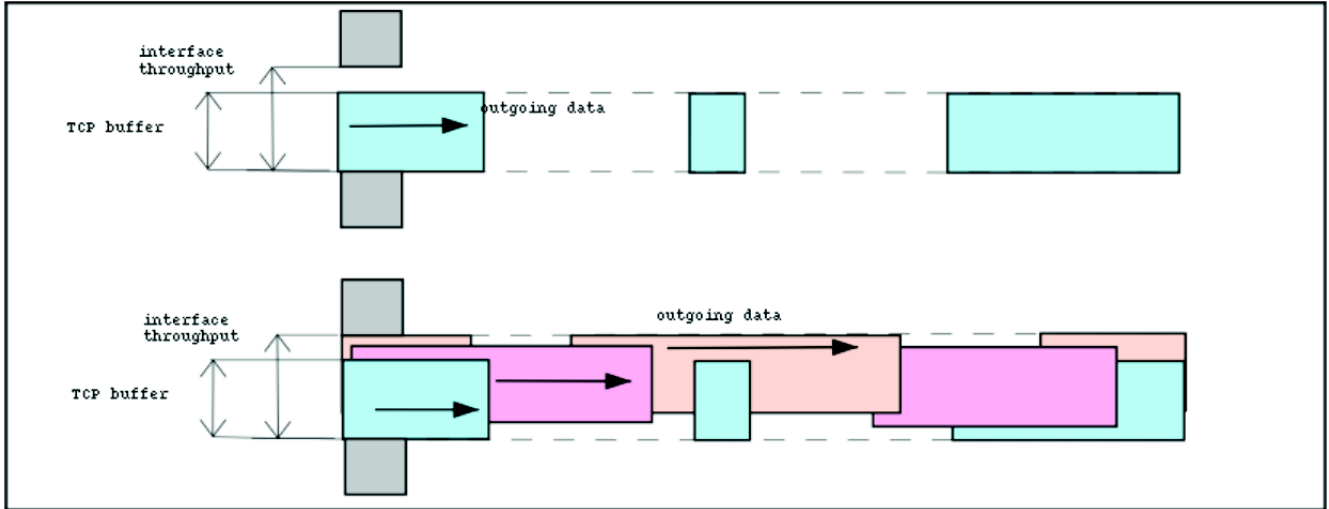 interface
throughput
outgoing data
TCP buffer
interface
throughput
outgoing data
TCP buffer